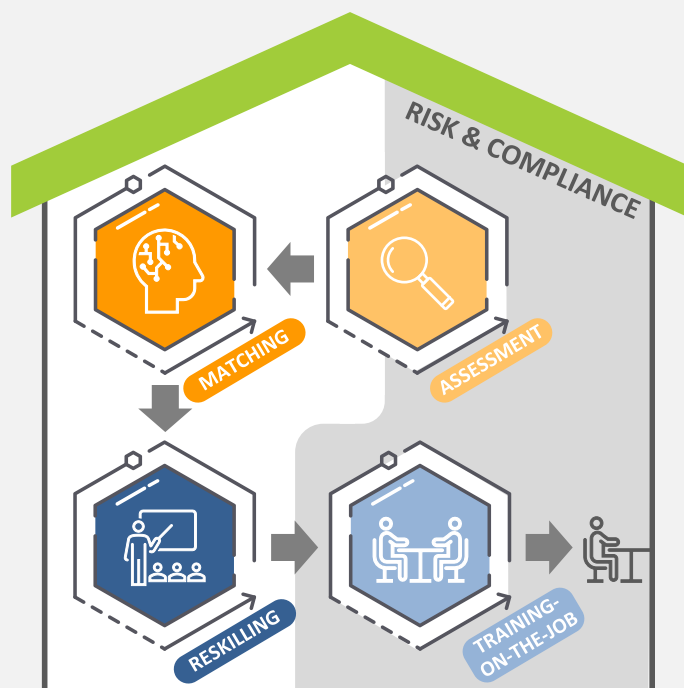 RISK & COMPLIANCE
MATCHING
ASSESSMENT
RESKILLING
TRAINING-
ON-THE-JOB